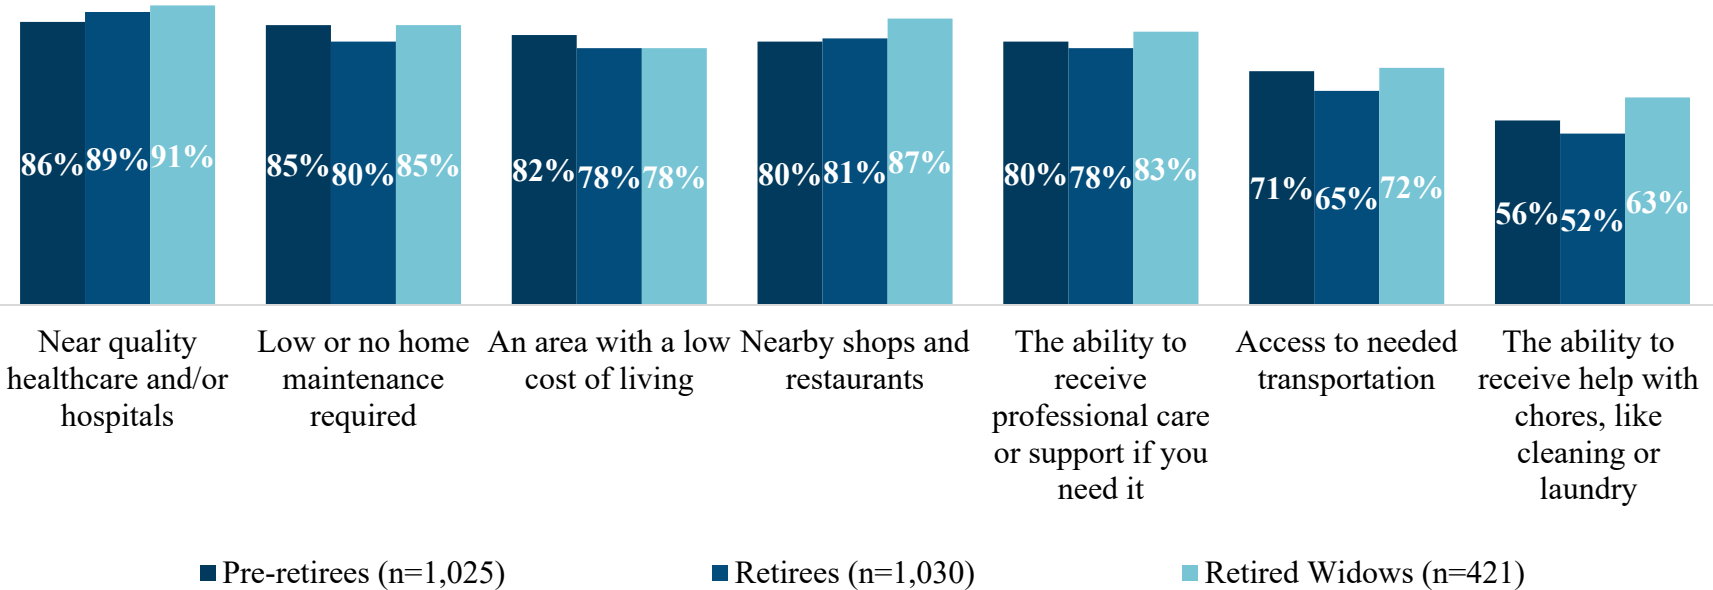 86% 89% 91%
85% 80% 85%
82% 78% 78%
80% 81% 87%
80% 78% 83%
71% 65% 72%
56% 52% 63%
Near quality
healthcare and/or
hospitals
Low or no home
maintenance
required
An area with a low
cost of living
Nearby shops and
restaurants
The ability to
receive
professional care
or support if you
need it
Access to needed
transportation
The ability to
receive help with
chores, like
cleaning or
laundry
Pre-retirees (n=1,025)
Retirees (n=1,030)
Retired Widows (n=421)